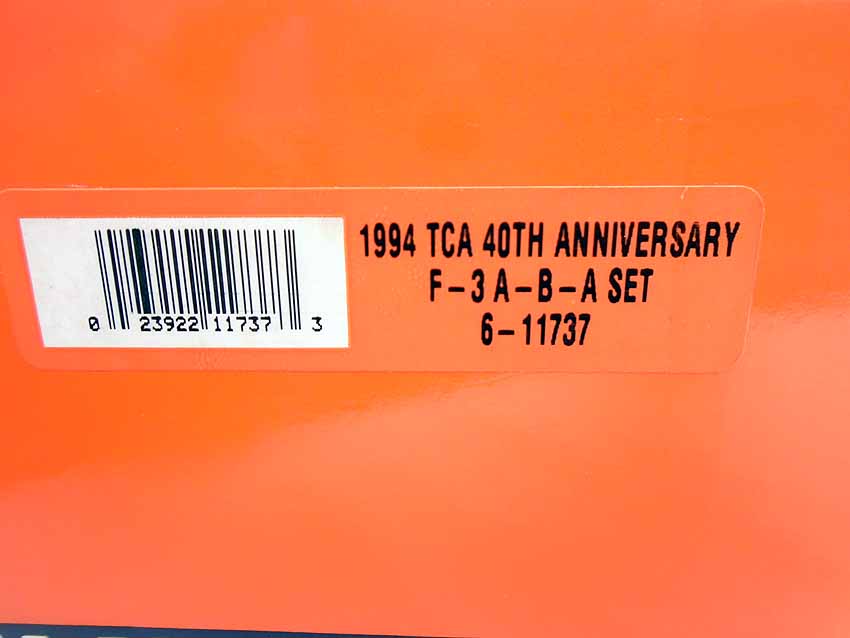 1994 TCA 40TH ANNIVERSARY
F-3 A-B-A SET
6-11737
0 23922 11737 3